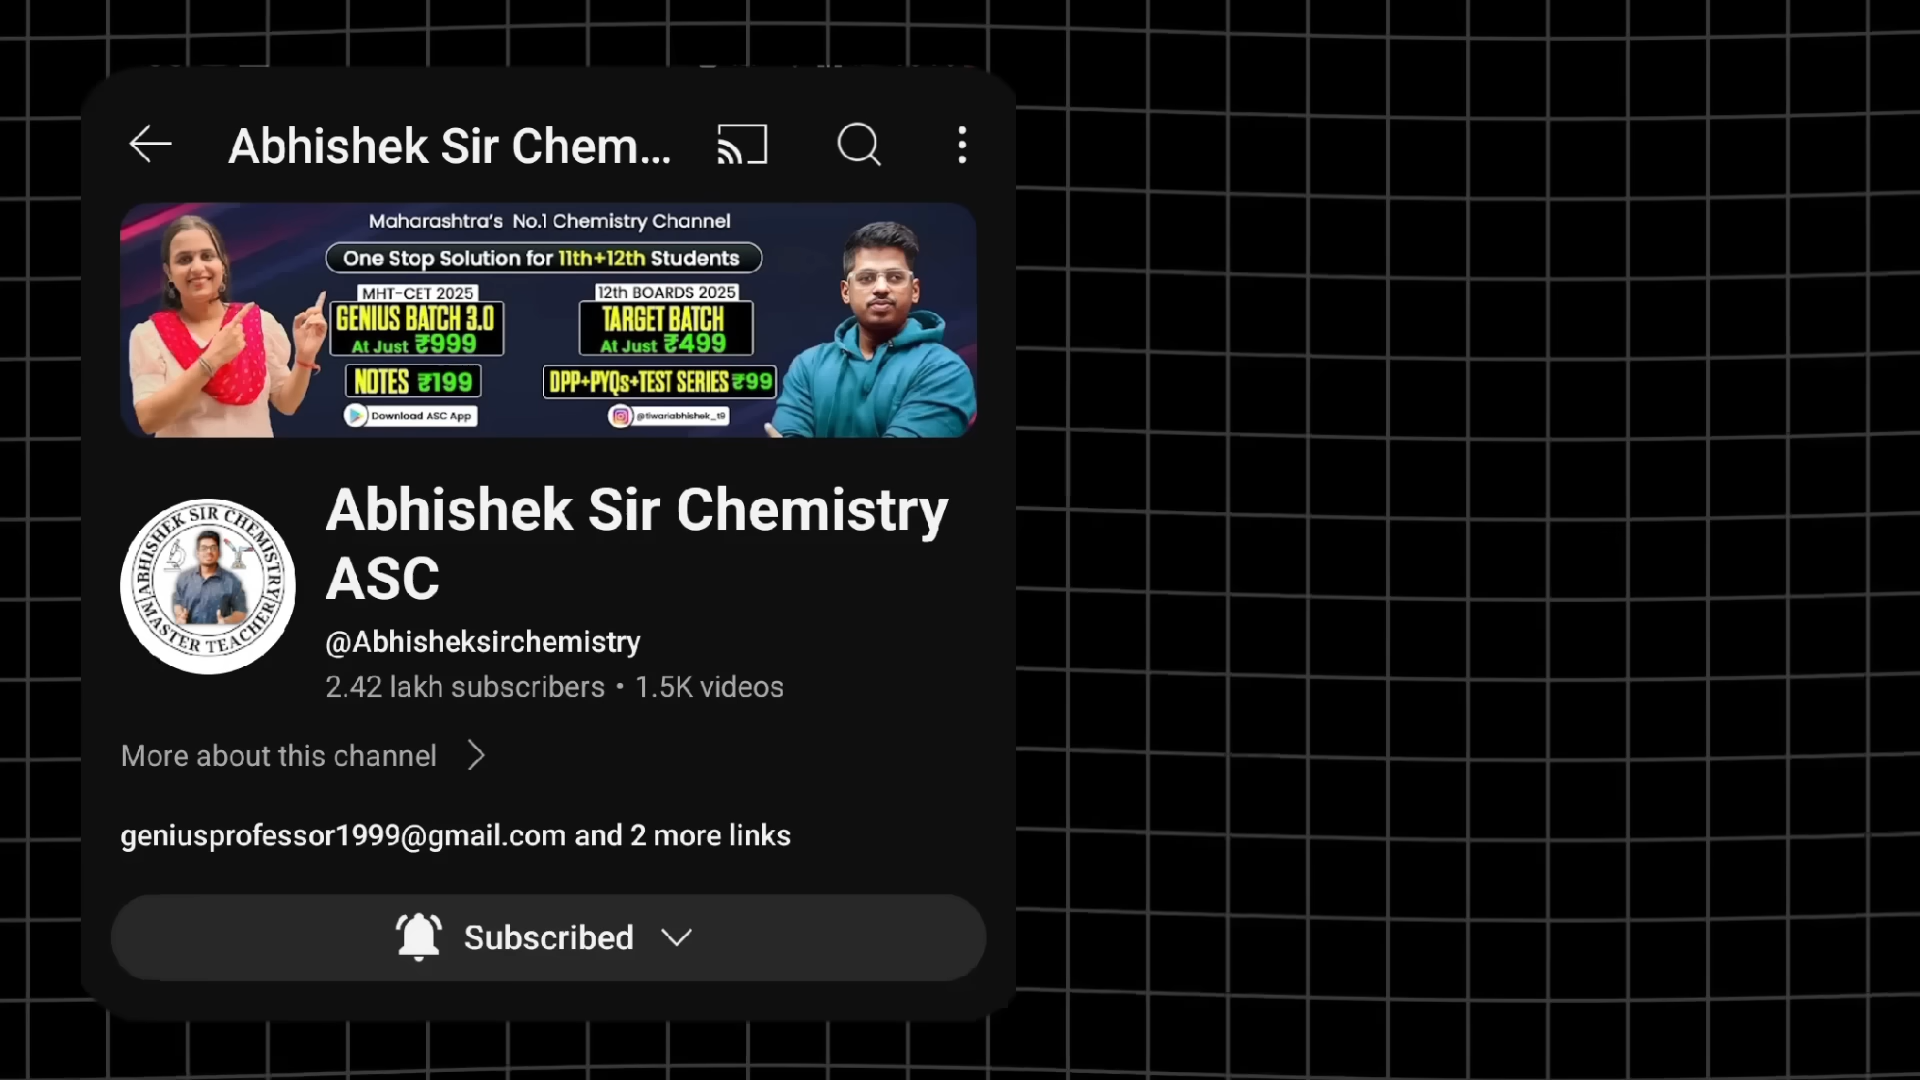 Abhishek Sir Chem...
Maharashtra's No.1 Chemistry Channel
One Stop Solution for 11th+12th Students
MHT-CET 2025
GENIUS BATCH 3.0
At Just ₹999
NOTES ₹199
Download ASC App
12th BOARDS 2025
TARGET BATCH
At Just ₹499
DPP+PYQs+TEST SERIES ₹99
@tiwariabhishek_t9
ABHISHEK SIR CHEMISTRY
MASTER TEACHER
Abhishek Sir Chemistry
ASC
@Abhisheksirchemistry
2.42 lakh subscribers • 1.5K videos
More about this channel
geniusprofessor1999@gmail.com and 2 more links
Subscribed